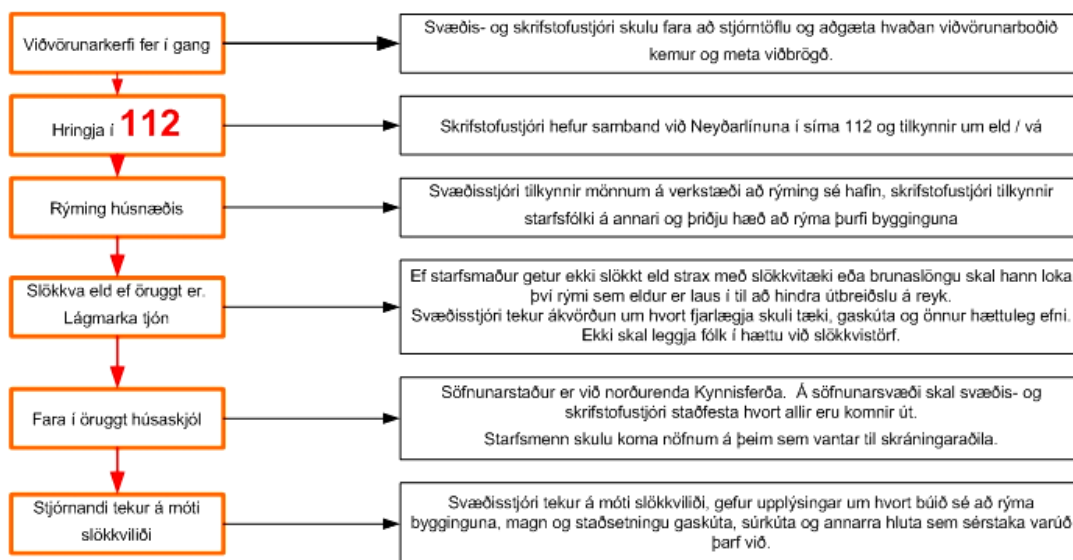 Viðvörunarkerfi fer í gang
Svæðis- og skrifstofustjóri skulu fara að stjórntöflu og aðgæta hvaðan viðvörunarboðið
kemur og meta viðbrögð.
Hringja í 112
Skrifstofustjóri hefur samband við Neyðarlínuna í síma 112 og tilkynnir um eld / vá
Rýming húsnæðis
Svæðisstjóri tilkynnir mönnum á verkstæði að rýming sé hafin, skrifstofustjóri tilkynnir
starfsfólki á annari og þriðju hæð að rýma þurfi bygginguna
Slökkva eld ef öruggt er.
Lágmarka tjón
Ef starfsmaður getur ekki slökkt eld strax með slökkvitæki eða brunaslöngu skal hann loka
því rými sem eldur er laus í til að hindra útbreiðslu á reyk.
Svæðisstjóri tekur ákvörðun um hvort fjarlægja skuli tæki, gaskúta og önnur hættuleg efni.
Ekki skal leggja fólk í hættu við slökkvistörf.
Fara í öruggt húsaskjól
Söfnunarstaður er við norðurenda Kynnisferða. Á söfnunarsvæði skal svæðis- og
skrifstofustjóri staðfesta hvort allir eru komnir út.
Starfsmenn skulu koma nöfnum á þeim sem vantar til skráningaraðila.
Stjórnandi tekur á móti
slökkviliði
Svæðisstjóri tekur á móti slökkviliði, gefur upplýsingar um hvort búið sé að rýma
bygginguna, magn og staðsetningu gaskúta, súrkúta og annarra hluta sem sérstaka varúð
þarf við.